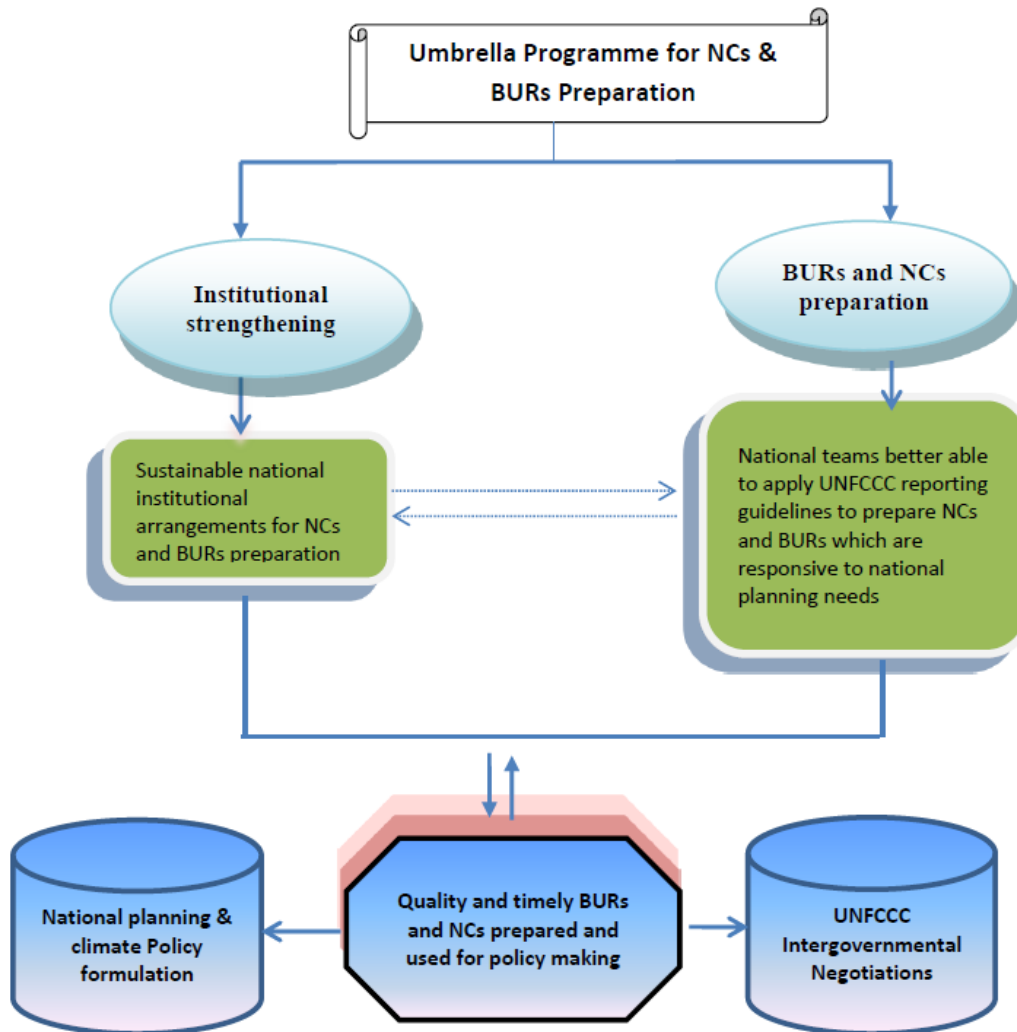 Umbrella Programme for NCs &
BURs Preparation
Institutional
strengthening
BURs and NCs
preparation
Sustainable national
institutional
arrangements for NCs
and BURs preparation
National teams better able
to apply UNFCCC reporting
guidelines to prepare NCs
and BURs which are
responsive to national
planning needs
National planning &
climate Policy
formulation
Quality and timely BURs
and NCs prepared and
used for policy making
UNFCCC
Intergovernmental
Negotiations